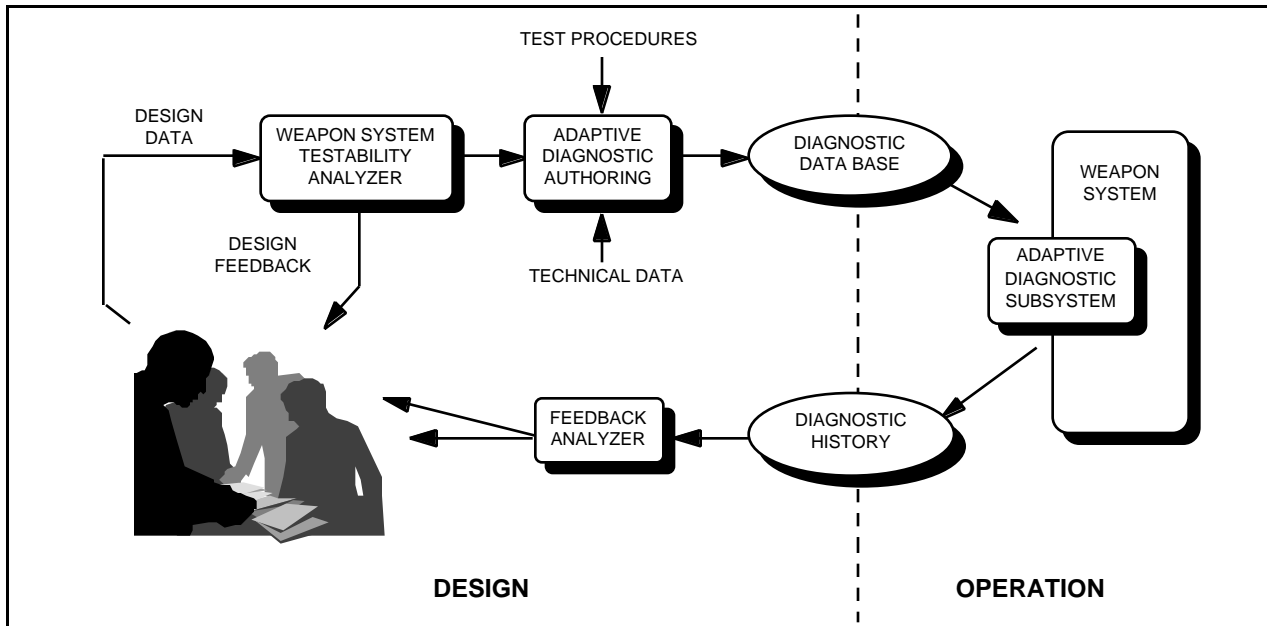 TEST PROCEDURES
DESIGN
DATA
WEAPON SYSTEM
TESTABILITY
ANALYZER
ADAPTIVE
DIAGNOSTIC
AUTHORING
DIAGNOSTIC
DATA BASE
WEAPON
SYSTEM
DESIGN
FEEDBACK
TECHNICAL DATA
ADAPTIVE
DIAGNOSTIC
SUBSYSTEM
FEEDBACK
ANALYZER
DIAGNOSTIC
HISTORY
DESIGN
OPERATION